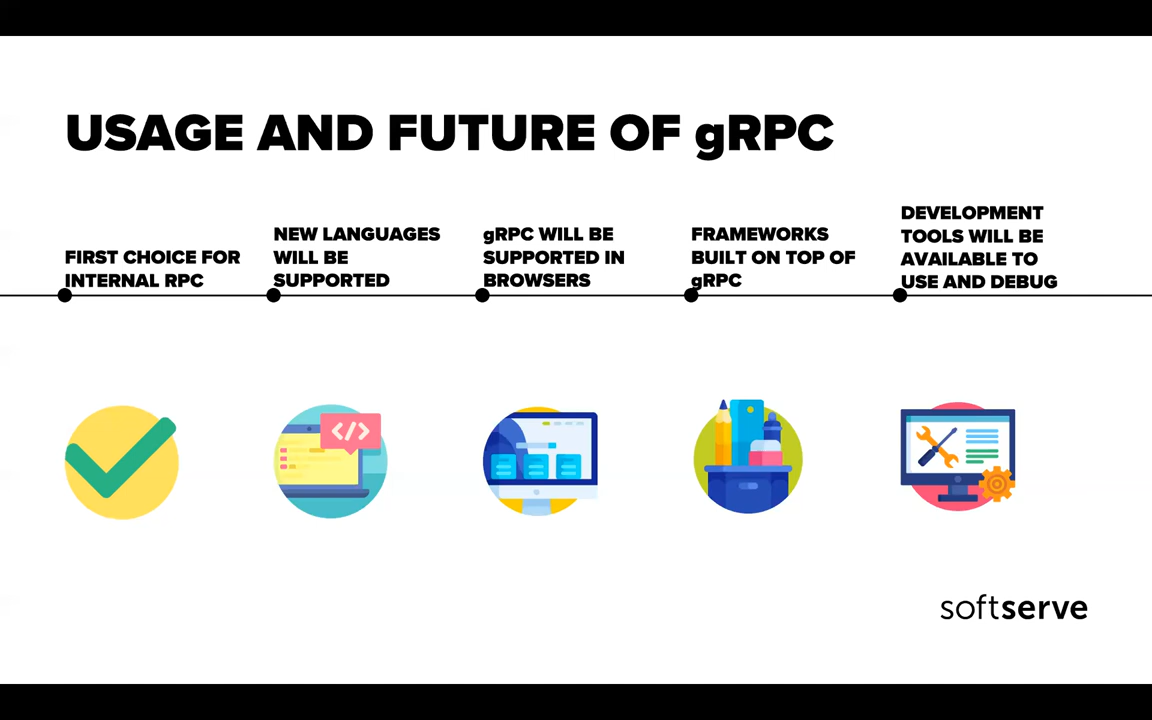 USAGE AND FUTURE OF gRPC
FIRST CHOICE FOR
INTERNAL RPC
NEW LANGUAGES
WILL BE
SUPPORTED
gRPC WILL BE
SUPPORTED IN
BROWSERS
FRAMEWORKS
BUILT ON TOP OF
gRPC
DEVELOPMENT
TOOLS WILL BE
AVAILABLE TO
USE AND DEBUG
</>
softserve